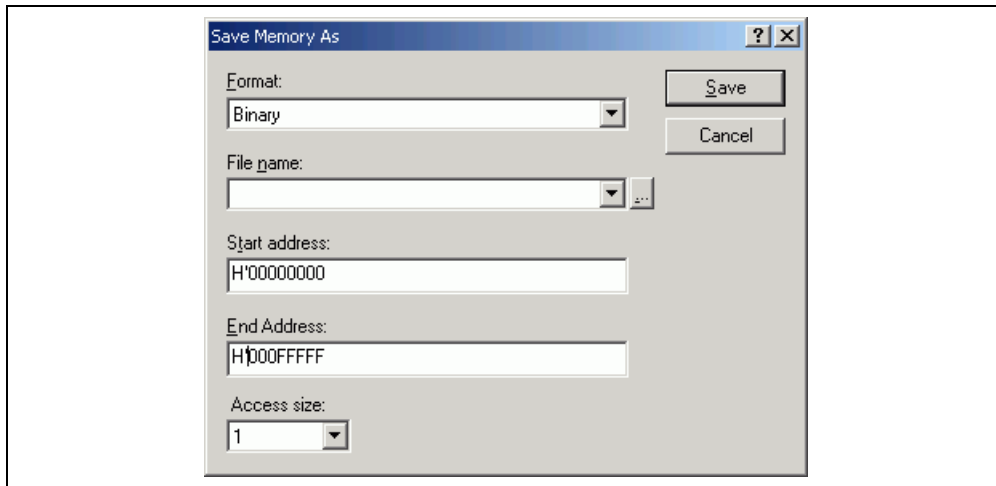 Save Memory As
Format:
Save
Binary
Cancel
File name:
...
Start address:
H'00000000
End Address:
H'000FFFFF
Access size:
1